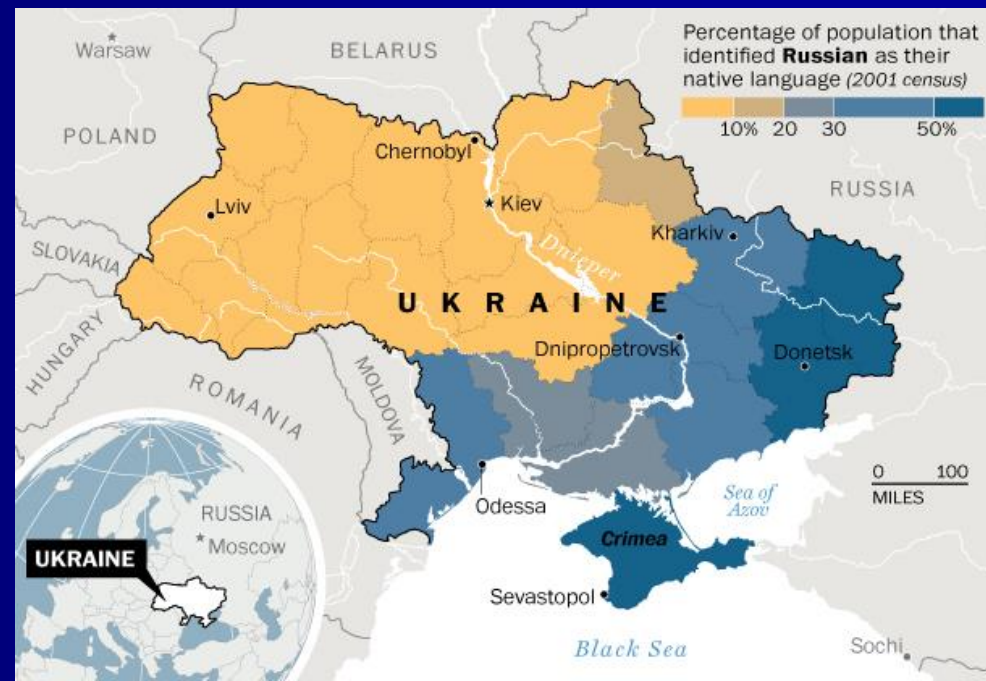 Percentage of population that
identified Russian as their
native language (2001 census)
10% 20 30 50%
Warsaw
BELARUS
POLAND
Chernobyl
RUSSIA
Lviv
Kiev
Kharkiv
SLOVAKIA
Dnieper
UKRAINE
HUNGARY
Dnipropetrovsk
Donetsk
MOLDOVA
ROMANIA
0 100
MILES
Sea of
Azov
Odessa
RUSSIA
Moscow
UKRAINE
Crimea
Sevastopol
Black Sea
Sochi